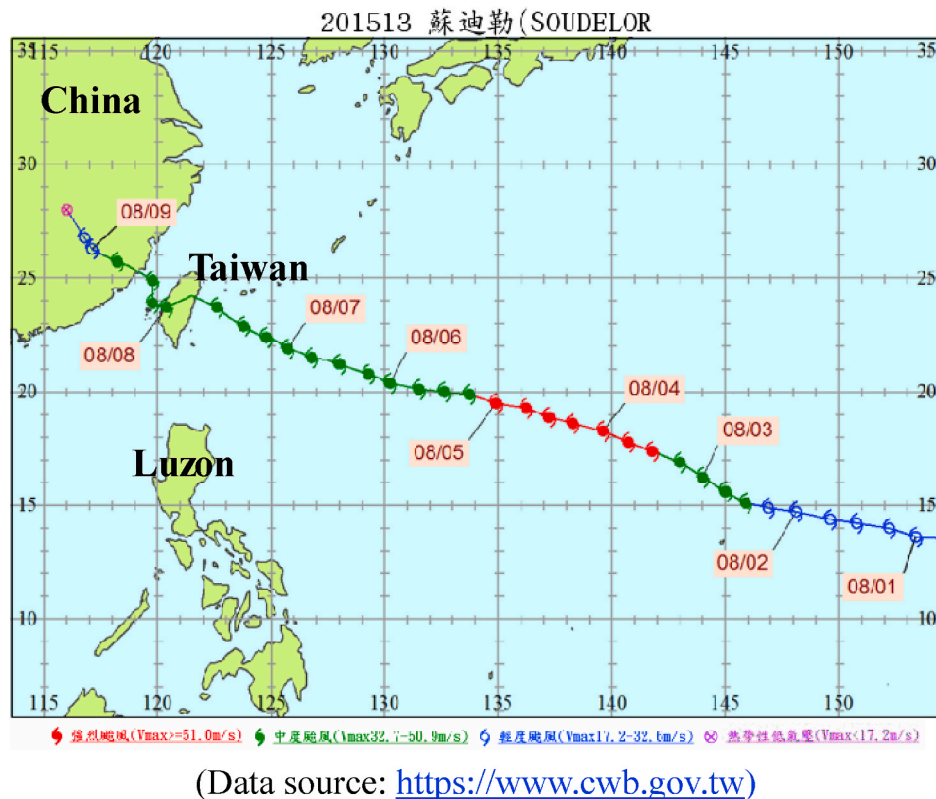 201513 蘇迪勒(SOUDELOR
35 115 120 125 130 135 140 145 150 35
China
30 30
08/09
Taiwan
25 25
08/07
08/08
08/06
20 20
08/04
08/05
08/03
Luzon
15 15
08/02
08/01
10 10
115 120 125 130 135 140 145 150
強烈颱風(Vmax>=51.0m/s) 中度颱風(Vmax32.7-50.9m/s) 輕度颱風(Vmax17.2-32.6m/s) 熱帶性低氣壓(Vmax<17.2m/s)
(Data source: https://www.cwb.gov.tw)